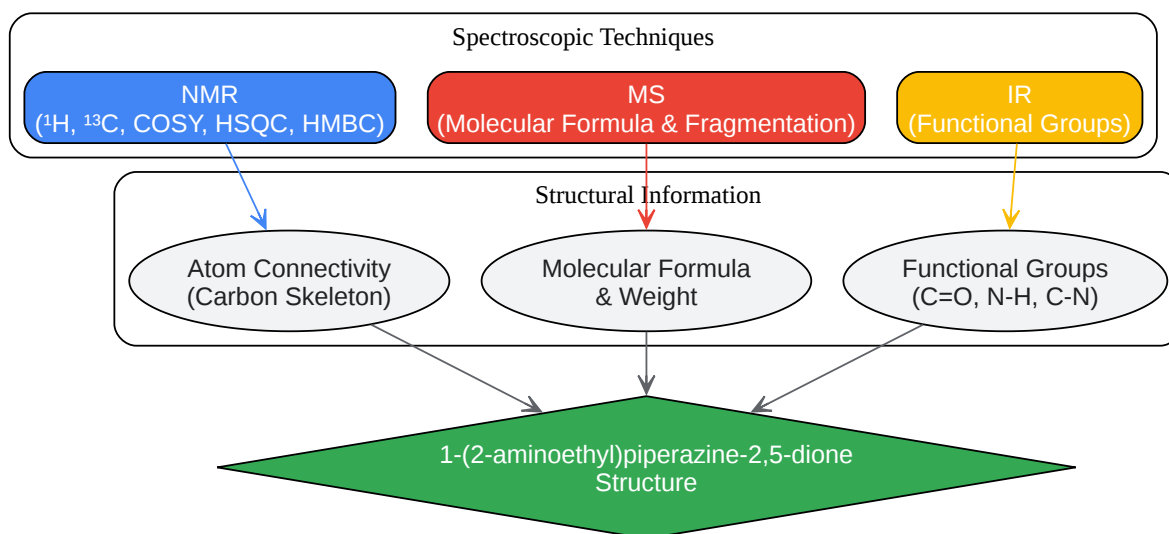 Spectroscopic Techniques
NMR
(¹H, ¹³C, COSY, HSQC, HMBC)
MS
(Molecular Formula & Fragmentation)
IR
(Functional Groups)
Structural Information
Atom Connectivity
(Carbon Skeleton)
Molecular Formula
& Weight
Functional Groups
(C=O, N-H, C-N)
1-(2-aminoethyl)piperazine-2,5-dione
Structure